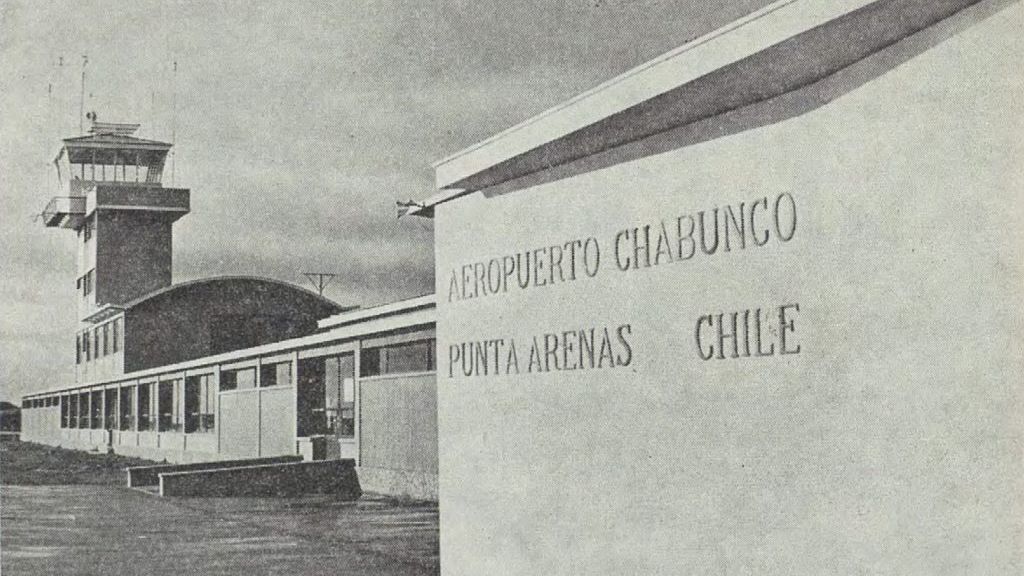 AEROPUERTO CHABUNCO
PUNTA ARENAS CHILE